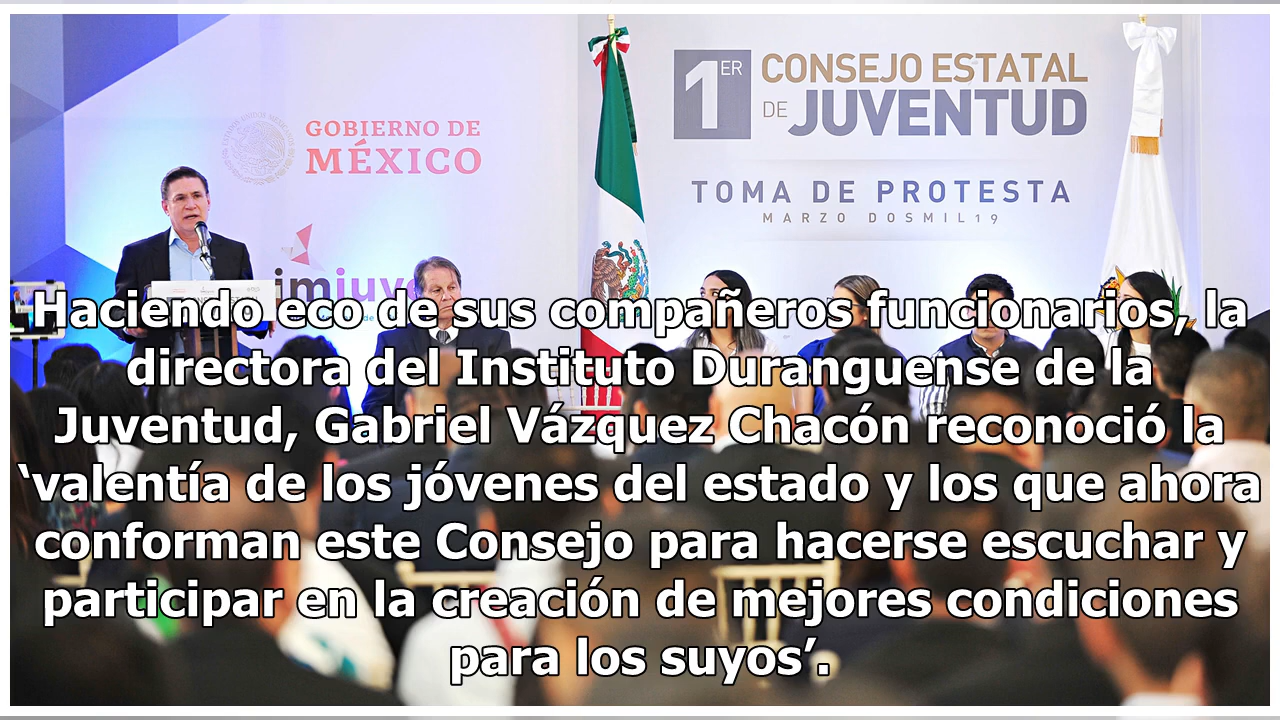 1ER CONSEJO ESTATAL
DE JUVENTUD
GOBIERNO DE
MÉXICO
TOMA DE PROTESTA
MARZO DOSMIL19
imjuve
Haciendo eco de sus compañeros funcionarios, la
directora del Instituto Duranguense de la
Juventud, Gabriel Vázquez Chacón reconoció la
‘valentía de los jóvenes del estado y los que ahora
conforman este Consejo para hacerse escuchar y
participar en la creación de mejores condiciones
para los suyos’.